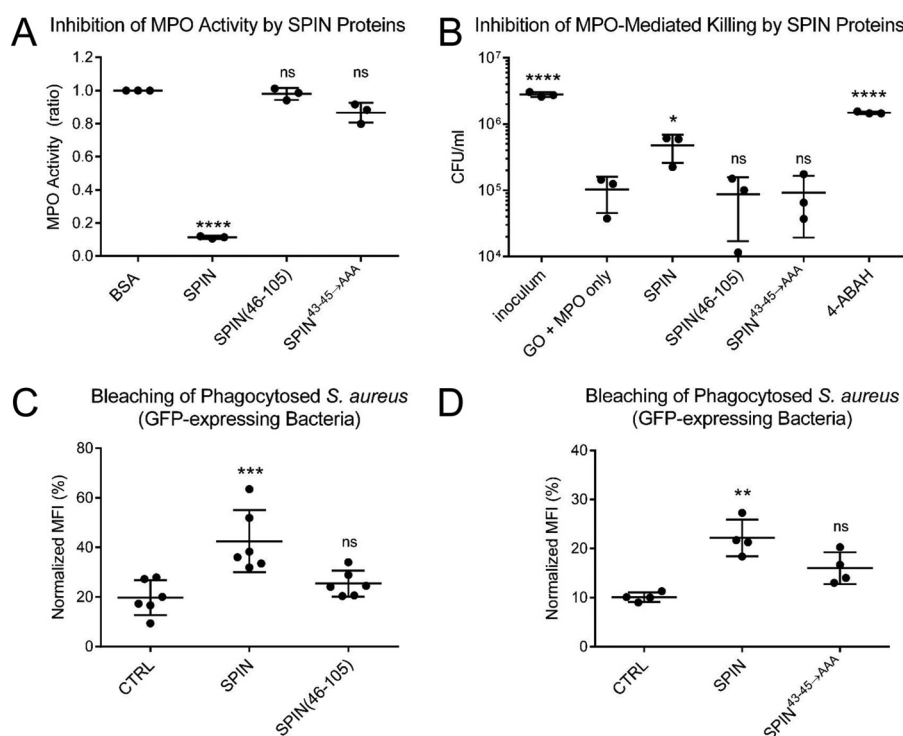 A
Inhibition of MPO Activity by SPIN Proteins
MPO Activity (ratio)
1.2
1.0
0.8
0.6
0.4
0.2
0.0
****
ns
ns
BSA
SPIN
SPIN(46-105)
SPIN⁴³⁻⁴⁵→AAA
B
Inhibition of MPO-Mediated Killing by SPIN Proteins
CFU/ml
10⁷
10⁶
10⁵
10⁴
****
*
ns
ns
****
inoculum
GO + MPO only
SPIN
SPIN(46-105)
SPIN⁴³⁻⁴⁵→AAA
4-ABAH
C
Bleaching of Phagocytosed S. aureus
(GFP-expressing Bacteria)
Normalized MFI (%)
80
60
40
20
0
***
ns
CTRL
SPIN
SPIN(46-105)
D
Bleaching of Phagocytosed S. aureus
(GFP-expressing Bacteria)
Normalized MFI (%)
40
30
20
10
0
**
ns
CTRL
SPIN
SPIN⁴³⁻⁴⁵→AAA